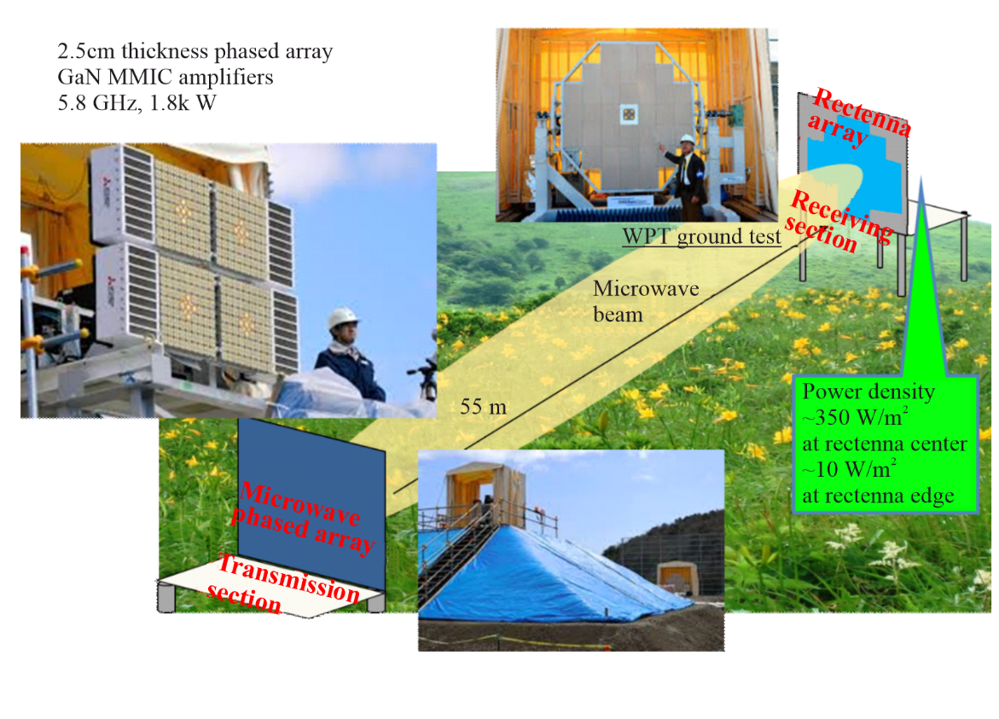 2.5cm thickness phased array
GaN MMIC amplifiers
5.8 GHz, 1.8k W
Rectenna
array
Receiving
section
WPT ground test
Microwave
beam
55 m
Power density
~350 W/m²
at rectenna center
~10 W/m²
at rectenna edge
Microwave
phased array
Transmission
section